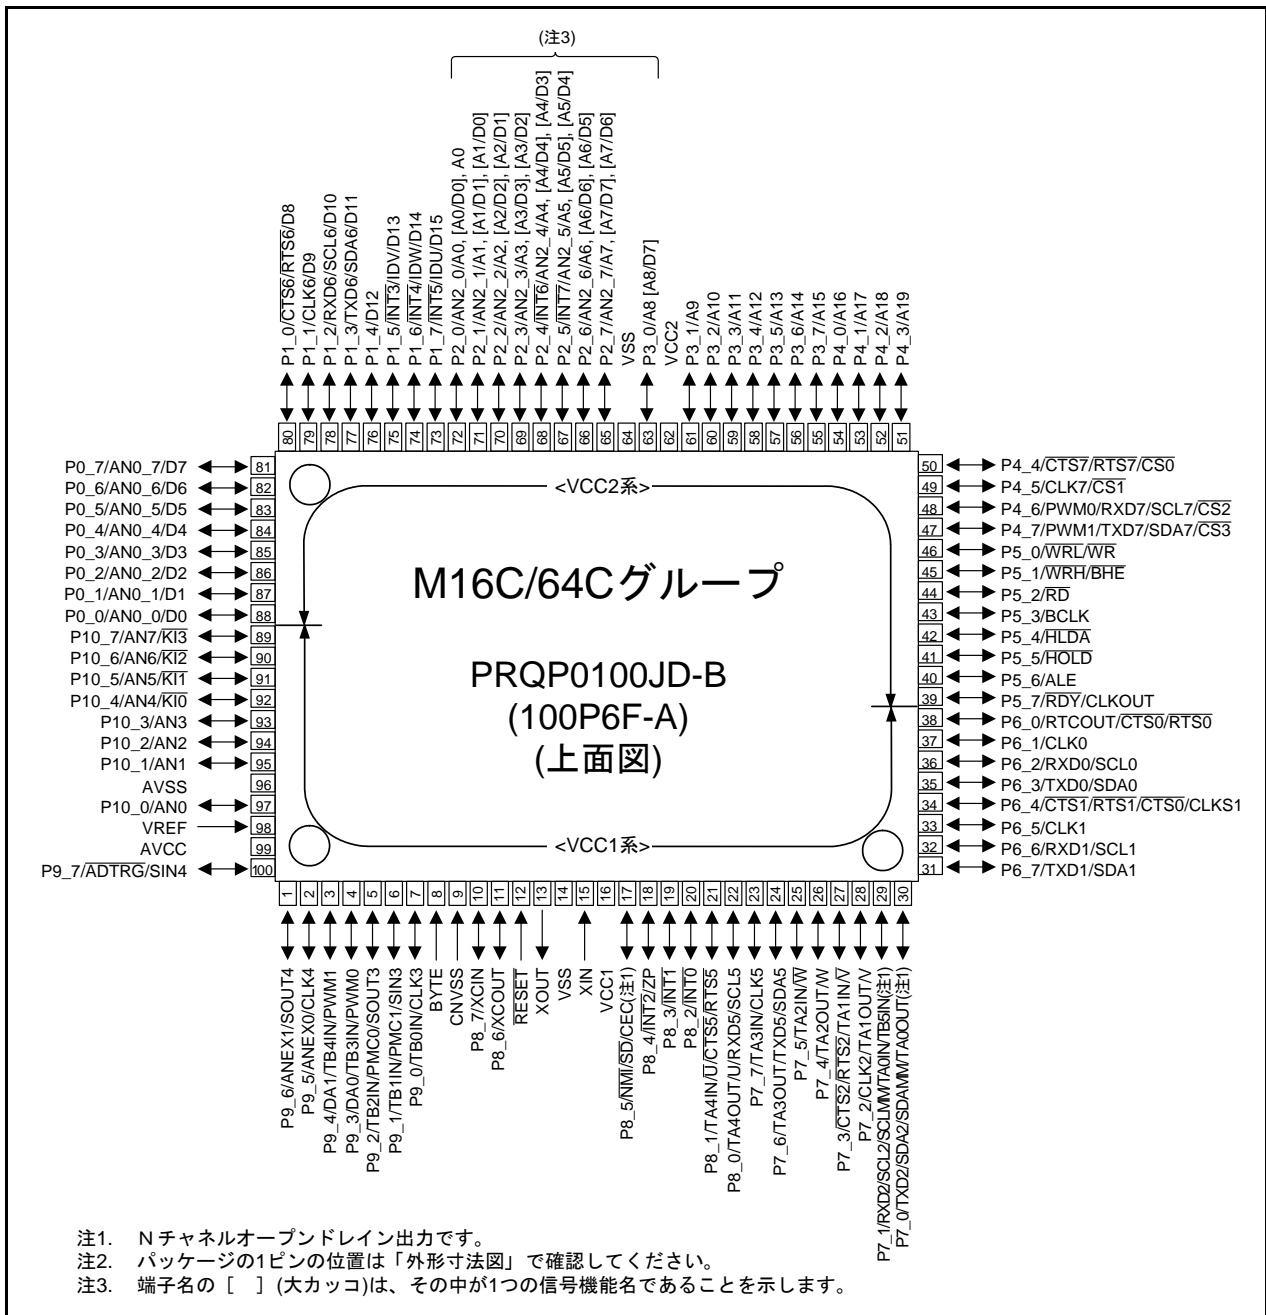 (注3)
P1_0/CTS6/RTS6/D8
P1_1/CLK6/D9
P1_2/RXD6/SCL6/D10
P1_3/TXD6/SDA6/D11
P1_4/D12
P1_5/INT3/IDV/D13
P1_6/INT4/IDW/D14
P1_7/INT5/IDU/D15
P2_0/AN2_0/A0, [A0/D0], A0
P2_1/AN2_1/A1, [A1/D1], [A1/D0]
P2_2/AN2_2/A2, [A2/D2], [A2/D1]
P2_3/AN2_3/A3, [A3/D3], [A3/D2]
P2_4/INT6/AN2_4/A4, [A4/D4], [A4/D3]
P2_5/INT7/AN2_5/A5, [A5/D5], [A5/D4]
P2_6/AN2_6/A6, [A6/D6], [A6/D5]
P2_7/AN2_7/A7, [A7/D7], [A7/D6]
VSS
P3_0/A8 [A8/D7]
VCC2
P3_1/A9
P3_2/A10
P3_3/A11
P3_4/A12
P3_5/A13
P3_6/A14
P3_7/A15
P4_0/A16
P4_1/A17
P4_2/A18
P4_3/A19
80 79 78 77 76 75 74 73 72 71 70 69 68 67 66 65 64 63 62 61 60 59 58 57 56 55 54 53 52 51
P0_7/AN0_7/D7 81
P0_6/AN0_6/D6 82
P0_5/AN0_5/D5 83
P0_4/AN0_4/D4 84
P0_3/AN0_3/D3 85
P0_2/AN0_2/D2 86
P0_1/AN0_1/D1 87
P0_0/AN0_0/D0 88
P10_7/AN7/KI3 89
P10_6/AN6/KI2 90
P10_5/AN5/KI1 91
P10_4/AN4/KI0 92
P10_3/AN3 93
P10_2/AN2 94
P10_1/AN1 95
AVSS 96
P10_0/AN0 97
VREF 98
AVCC 99
P9_7/ADTRG/SIN4 100
<VCC2系>
M16C/64Cグループ
PRQP0100JD-B
(100P6F-A)
(上面図)
<VCC1系>
50 P4_4/CTS7/RTS7/CS0
49 P4_5/CLK7/CS1
48 P4_6/PWM0/RXD7/SCL7/CS2
47 P4_7/PWM1/TXD7/SDA7/CS3
46 P5_0/WRL/WR
45 P5_1/WRH/BHE
44 P5_2/RD
43 P5_3/BCLK
42 P5_4/HLDA
41 P5_5/HOLD
40 P5_6/ALE
39 P5_7/RDY/CLKOUT
38 P6_0/RTCOUT/CTS0/RTS0
37 P6_1/CLK0
36 P6_2/RXD0/SCL0
35 P6_3/TXD0/SDA0
34 P6_4/CTS1/RTS1/CTS0/CLKS1
33 P6_5/CLK1
32 P6_6/RXD1/SCL1
31 P6_7/TXD1/SDA1
1 2 3 4 5 6 7 8 9 10 11 12 13 14 15 16 17 18 19 20 21 22 23 24 25 26 27 28 29 30
P9_6/ANEX1/SOUT4
P9_5/ANEX0/CLK4
P9_4/DA1/TB4IN/PWM1
P9_3/DA0/TB3IN/PWM0
P9_2/TB2IN/PMC0/SOUT3
P9_1/TB1IN/PMC1/SIN3
P9_0/TB0IN/CLK3
BYTE
CNVSS
P8_7/XCIN
P8_6/XCOUT
RESET
XOUT
VSS
XIN
VCC1
P8_5/NMI/SD/CEC(注1)
P8_4/INT2/ZP
P8_3/INT1
P8_2/INT0
P8_1/TA4IN/U/CTS5/RTS5
P8_0/TA4OUT/U/RXD5/SCL5
P7_7/TA3IN/CLK5
P7_6/TA3OUT/TXD5/SDA5
P7_5/TA2IN/W
P7_4/TA2OUT/W
P7_3/CTS2/RTS2/TA1IN/V
P7_2/CLK2/TA1OUT/V
P7_1/RXD2/SCL2/SCLMM/TA0IN/TB5IN(注1)
P7_0/TXD2/SDA2/SDAMM/TA0OUT(注1)
注1. Nチャネルオープンドレイン出力です。
注2. パッケージの1ピンの位置は「外形寸法図」で確認してください。
注3. 端子名の［ ］(大カッコ)は、その中が1つの信号機能名であることを示します。